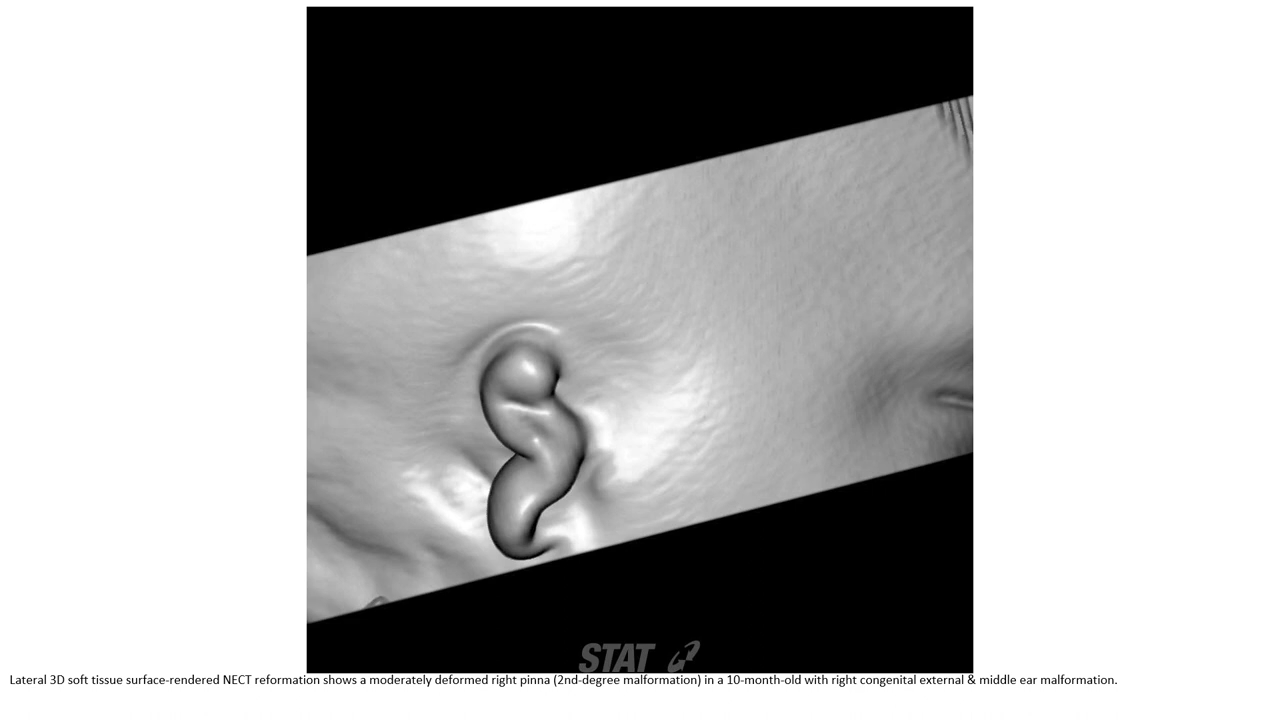 STAT
Lateral 3D soft tissue surface-rendered NECT reformation shows a moderately deformed right pinna (2nd-degree malformation) in a 10-month-old with right congenital external & middle ear malformation.